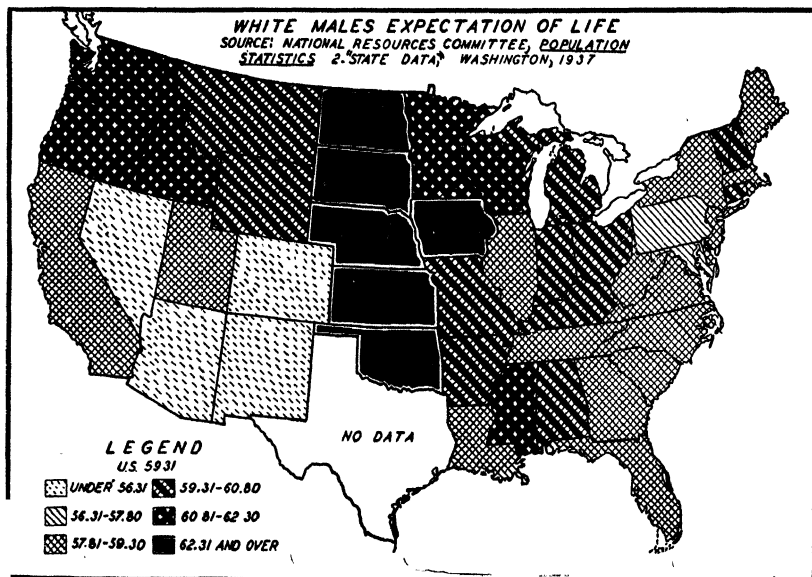 WHITE MALES EXPECTATION OF LIFE
SOURCE: NATIONAL RESOURCES COMMITTEE, POPULATION
STATISTICS 2."STATE DATA," WASHINGTON, 1937
NO DATA
LEGEND
U.S. 5931
UNDER 56.31
59.31-60.80
56.31-57.80
60 81-62 30
57.81-59.30
62.31 AND OVER